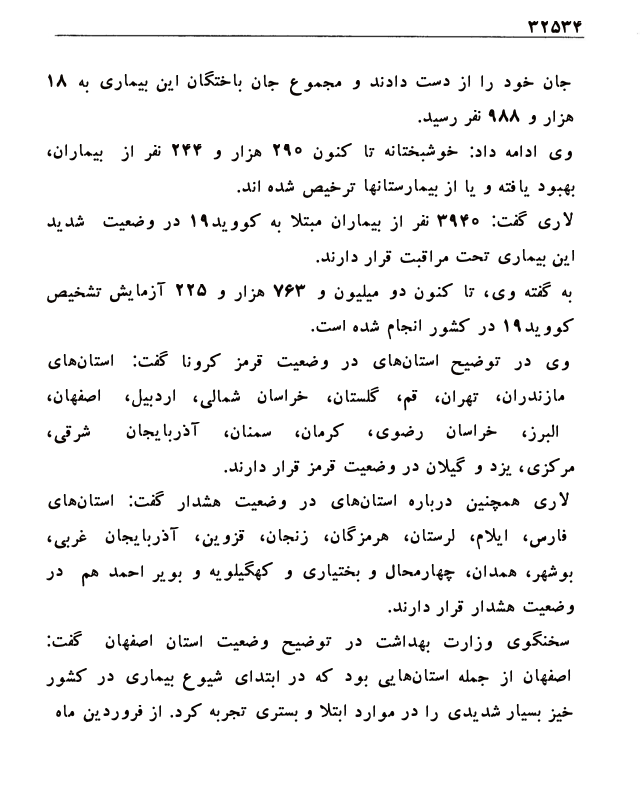 ۳۲۵۳۴
جان خود را از دست دادند و مجموع جان باختگان این بیماری به ۱۸
هزار و ۹۸۸ نفر رسید.
وی ادامه داد: خوشبختانه تا کنون ۲۹۰ هزار و ۲۴۴ نفر از بیماران،
بهبود یافته و یا از بیمارستانها ترخیص شده اند.
لاری گفت: ۳۹۴۰ نفر از بیماران مبتلا به کووید۱۹ در وضعیت شدید
این بیماری تحت مراقبت قرار دارند.
به گفته وی، تا کنون دو میلیون و ۷۶۳ هزار و ۲۲۵ آزمایش تشخیص
کووید۱۹ در کشور انجام شده است.
وی در توضیح استان‌های در وضعیت قرمز کرونا گفت: استان‌های
مازندران، تهران، قم، گلستان، خراسان شمالی، اردبیل، اصفهان،
البرز، خراسان رضوی، کرمان، سمنان، آذربایجان شرقی،
مرکزی، یزد و گیلان در وضعیت قرمز قرار دارند.
لاری همچنین درباره استان‌های در وضعیت هشدار گفت: استان‌های
فارس، ایلام، لرستان، هرمزگان، زنجان، قزوین، آذربایجان غربی،
بوشهر، همدان، چهارمحال و بختیاری و کهگیلویه و بویر احمد هم در
وضعیت هشدار قرار دارند.
سخنگوی وزارت بهداشت در توضیح وضعیت استان اصفهان گفت:
اصفهان از جمله استان‌هایی بود که در ابتدای شیوع بیماری در کشور
خیز بسیار شدیدی را در موارد ابتلا و بستری تجربه کرد. از فروردین ماه